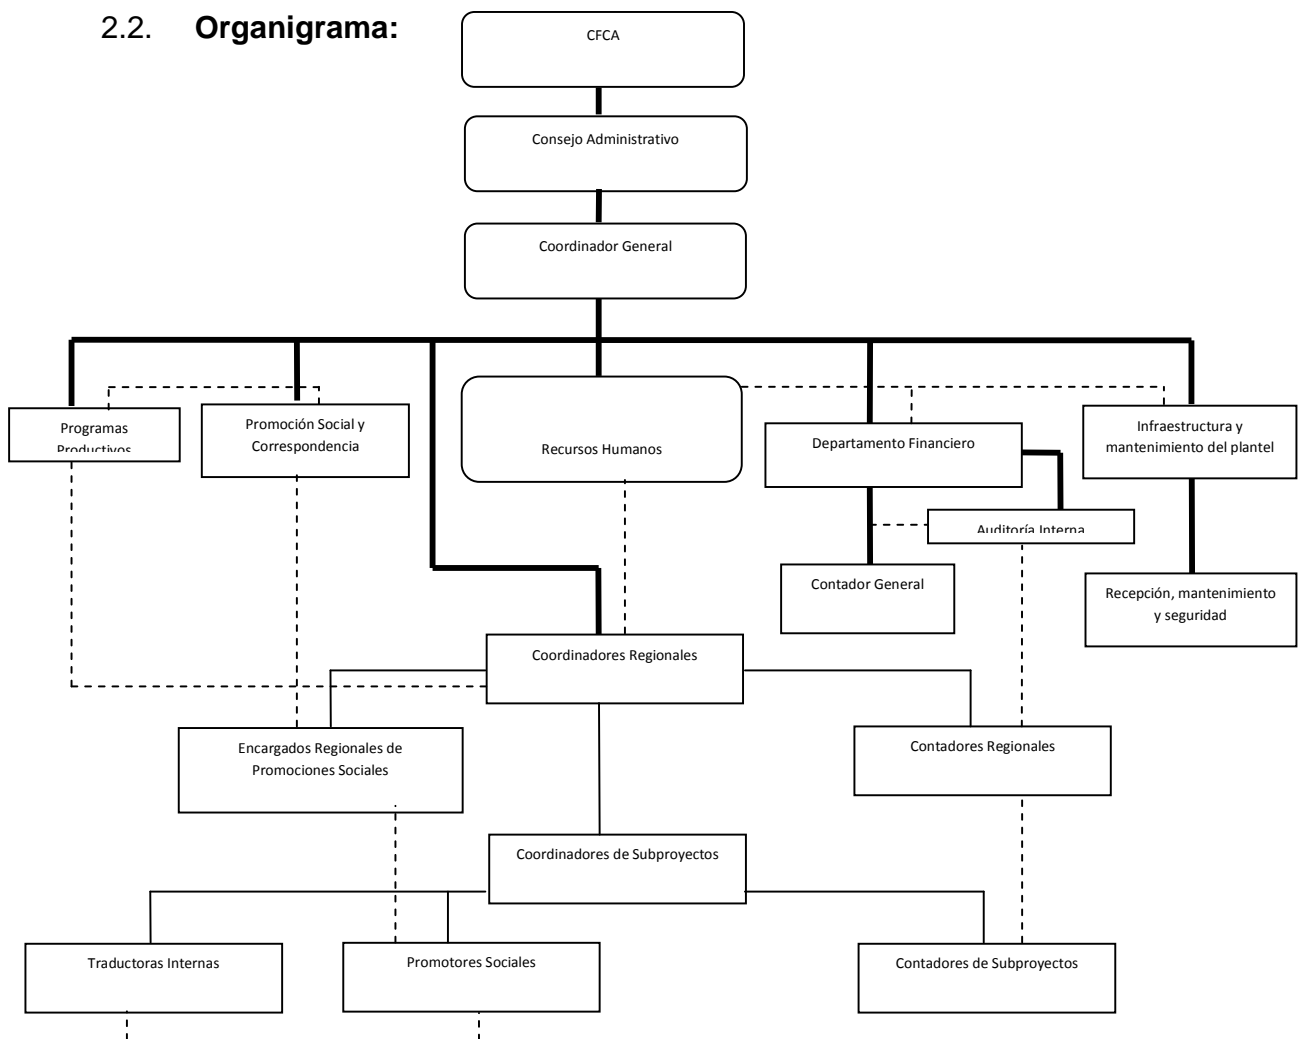 2.2. Organigrama:
CFCA
Consejo Administrativo
Coordinador General
Programas
Productivos
Promoción Social y
Correspondencia
Recursos Humanos
Departamento Financiero
Infraestructura y
mantenimiento del plantel
Auditoría Interna
Contador General
Recepción, mantenimiento
y seguridad
Coordinadores Regionales
Encargados Regionales de
Promociones Sociales
Contadores Regionales
Coordinadores de Subproyectos
Traductoras Internas
Promotores Sociales
Contadores de Subproyectos